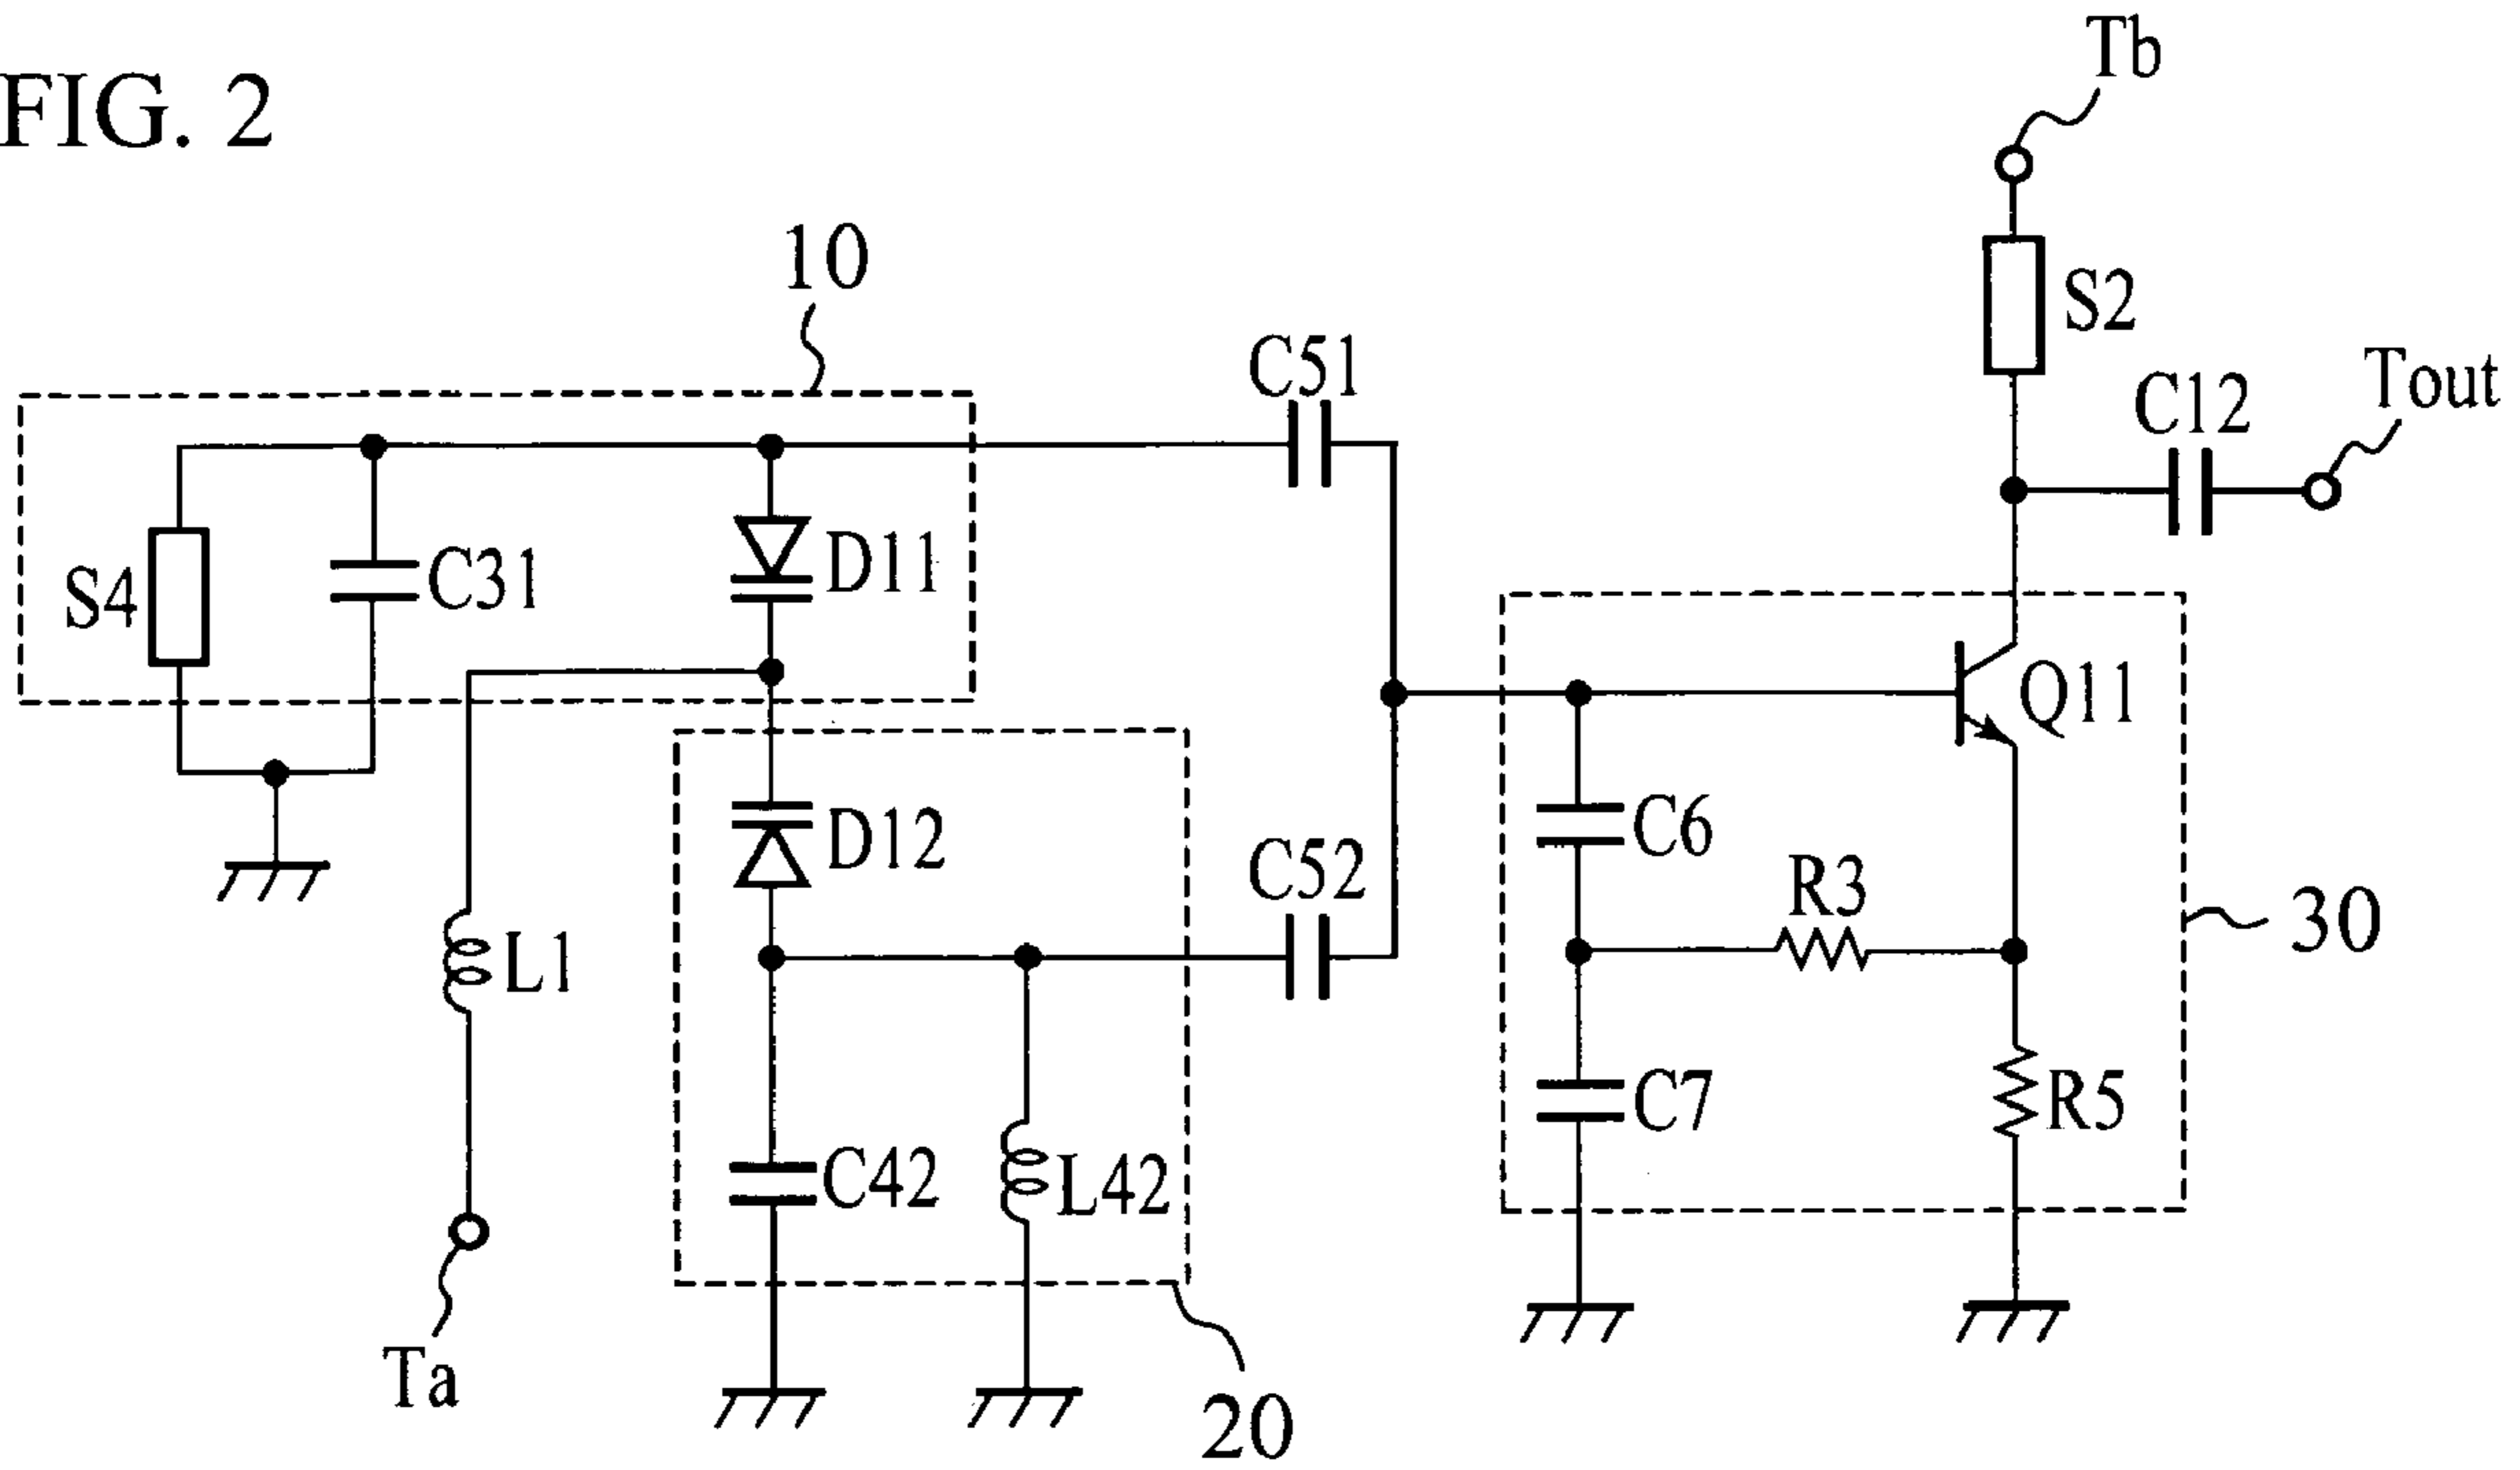 FIG. 2
Tb
10
S2
C51
Tout
C12
S4
C31
D11
Q11
D12
C6
C52
R3
30
L1
C7
R5
C42
L42
Ta
20